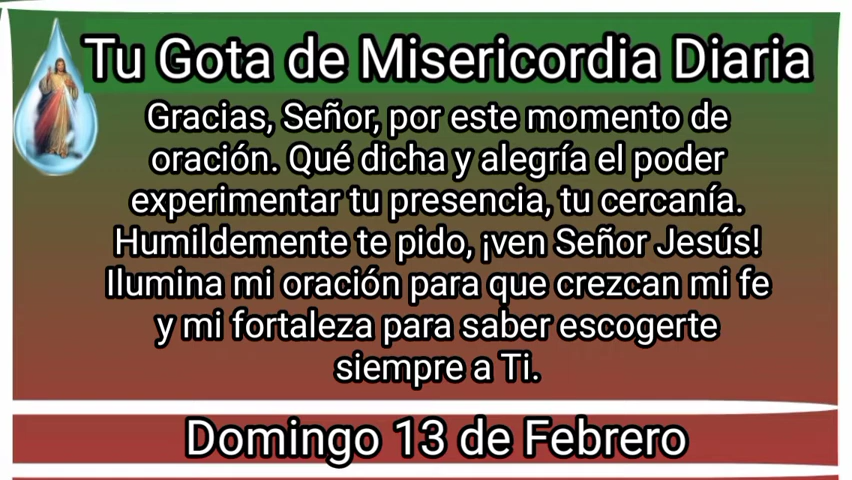 Tu Gota de Misericordia Diaria
Gracias, Señor, por este momento de
oración. Qué dicha y alegría el poder
experimentar tu presencia, tu cercanía.
Humildemente te pido, ¡ven Señor Jesús!
Ilumina mi oración para que crezcan mi fe
y mi fortaleza para saber escogerte
siempre a Ti.
Domingo 13 de Febrero